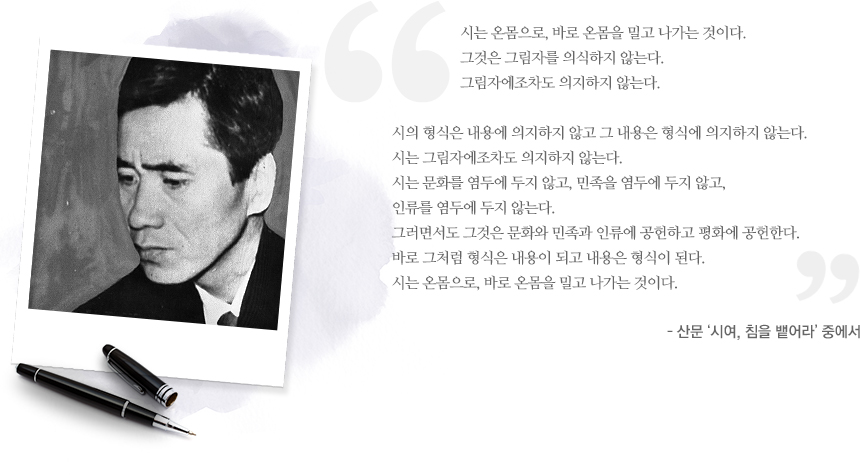 시는 온몸으로, 바로 온몸을 밀고 나가는 것이다.
그것은 그림자를 의식하지 않는다.
그림자에조차도 의지하지 않는다.
시의 형식은 내용에 의지하지 않고 그 내용은 형식에 의지하지 않는다.
시는 그림자에조차도 의지하지 않는다.
시는 문화를 염두에 두지 않고, 민족을 염두에 두지 않고,
인류를 염두에 두지 않는다.
그러면서도 그것은 문화와 민족과 인류에 공헌하고 평화에 공헌한다.
바로 그처럼 형식은 내용이 되고 내용은 형식이 된다.
시는 온몸으로, 바로 온몸을 밀고 나가는 것이다.
- 산문 ‘시여, 침을 뱉어라’ 중에서